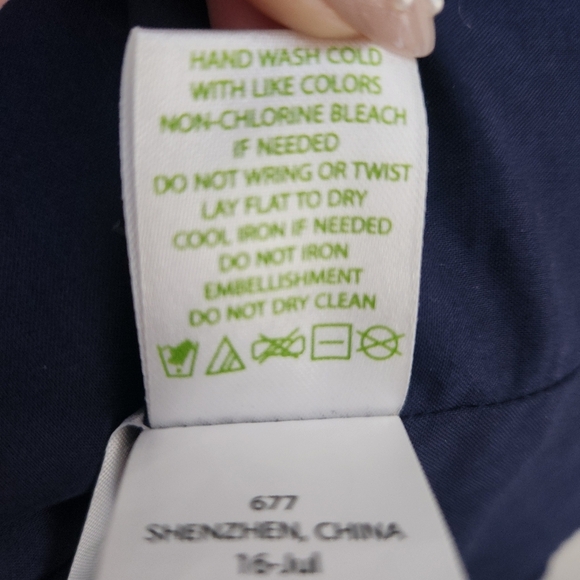 HAND WASH COLD
WITH LIKE COLORS
NON-CHLORINE BLEACH
IF NEEDED
DO NOT WRING OR TWIST
LAY FLAT TO DRY
COOL IRON IF NEEDED
DO NOT IRON
EMBELLISHMENT
DO NOT DRY CLEAN
677
SHENZHEN, CHINA
16-Jul